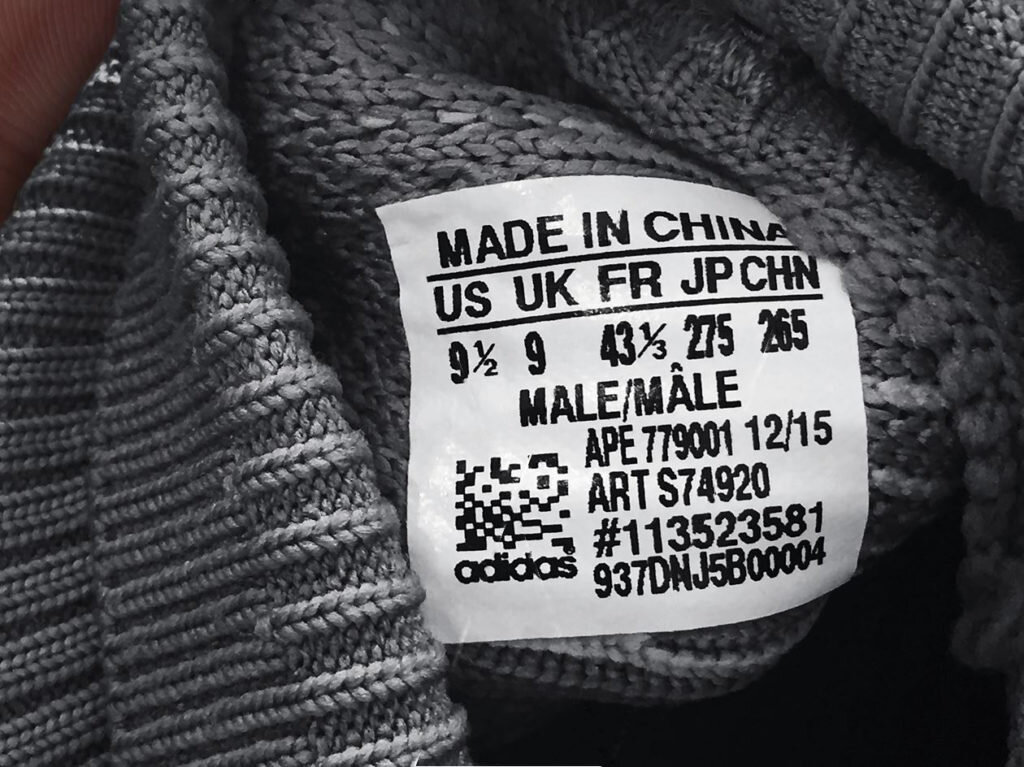 MADE IN CHINA
US UK FR JP CHN
9½ 9 43⅓ 275 265
MALE/MÂLE
APE 779001 12/15
ART S74920
#113523581
937DNJ5B00004
adidas®